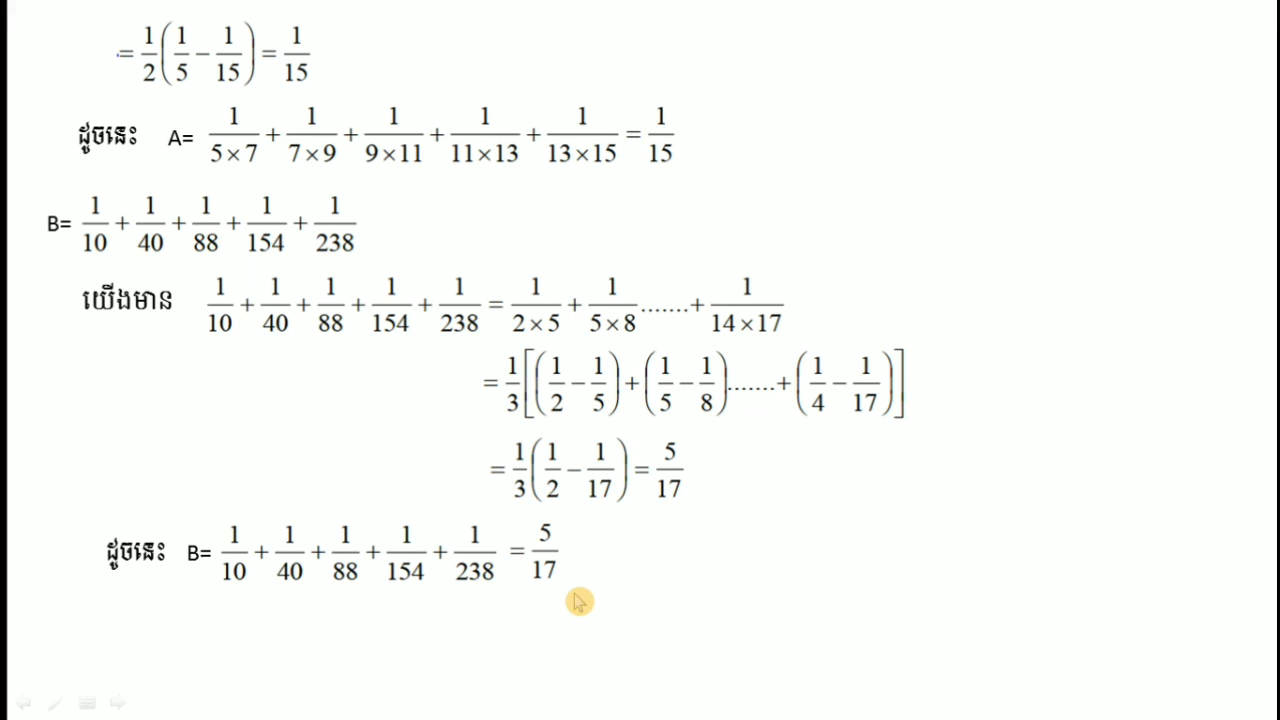 = 1/2 (1/5 − 1/15) = 1/15
ដូចនេះ A= 1/(5×7) + 1/(7×9) + 1/(9×11) + 1/(11×13) + 1/(13×15) = 1/15
B= 1/10 + 1/40 + 1/88 + 1/154 + 1/238
យើងមាន 1/10 + 1/40 + 1/88 + 1/154 + 1/238 = 1/(2×5) + 1/(5×8) ....... + 1/(14×17)
= 1/3 [(1/2 − 1/5) + (1/5 − 1/8) ....... + (1/4 − 1/17)]
= 1/3 (1/2 − 1/17) = 5/17
ដូចនេះ B= 1/10 + 1/40 + 1/88 + 1/154 + 1/238 = 5/17